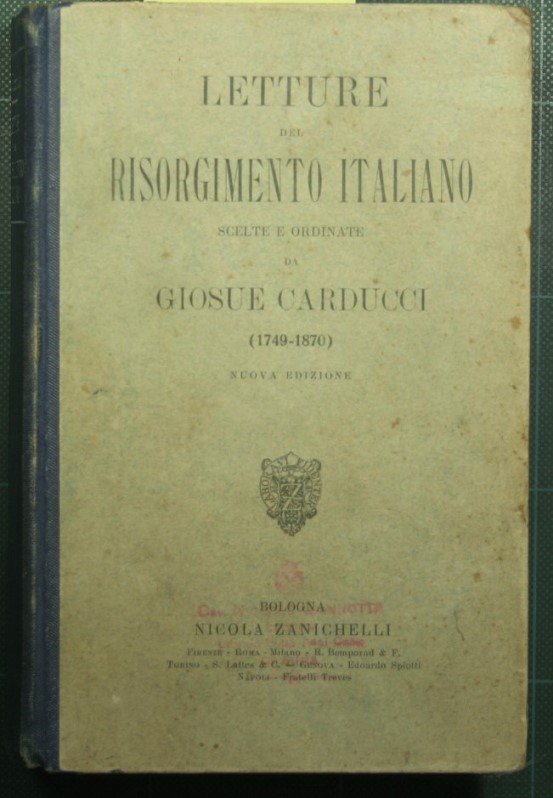 LETTURE
DEL
RISORGIMENTO ITALIANO
SCELTE E ORDINATE
DA
GIOSUE CARDUCCI
(1749-1870)
NUOVA EDIZIONE
BOLOGNA
NICOLA ZANICHELLI
FIRENZE - ROMA - Milano - R. Bemporad & F.
TORINO - S. Lattes & C. — GENOVA - Edoardo Spiotti
NAPOLI - Fratelli Treves